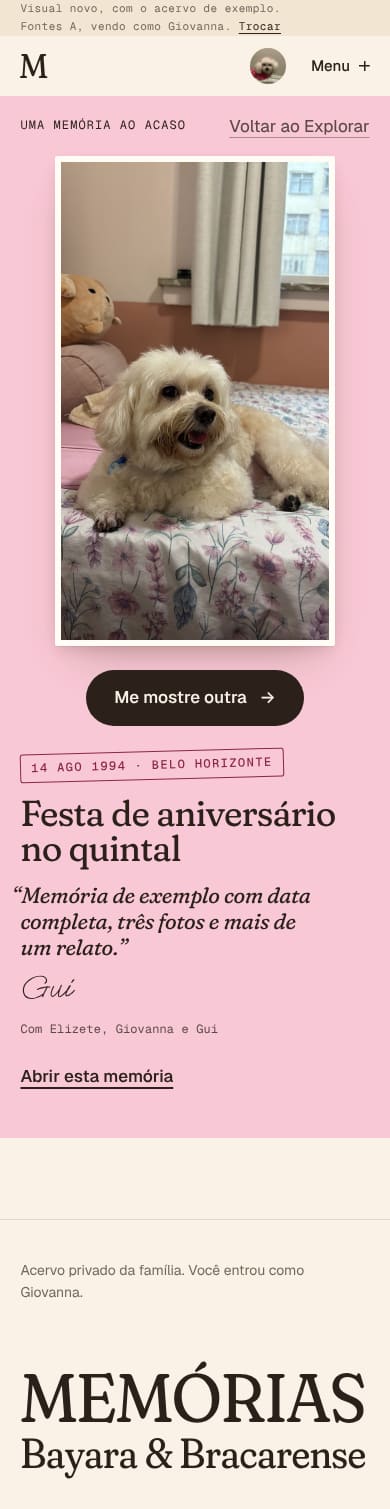 Visual novo, com o acervo de exemplo.
Fontes A, vendo como Giovanna. Trocar
M
Menu +
UMA MEMÓRIA AO ACASO
Voltar ao Explorar
Me mostre outra →
14 AGO 1994 · BELO HORIZONTE
Festa de aniversário
no quintal
“Memória de exemplo com data
completa, três fotos e mais de
um relato.”
Gui
Com Elizete, Giovanna e Gui
Abrir esta memória
Acervo privado da família. Você entrou como
Giovanna.
MEMÓRIAS
Bayara & Bracarense